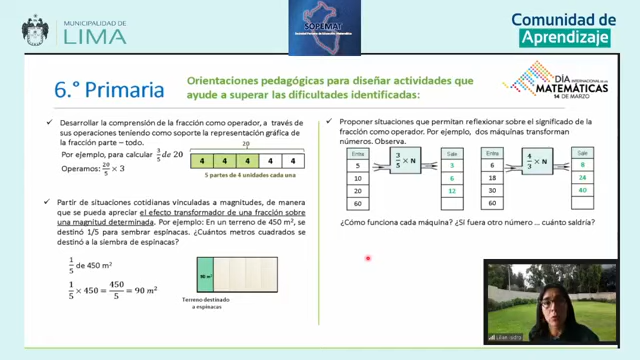 MUNICIPALIDAD DE
LIMA
SOPEMAT
Comunidad de
Aprendizaje
6.° Primaria
Orientaciones pedagógicas para diseñar actividades que
ayude a superar las dificultades identificadas:
DÍA
INTERNACIONAL DE LAS
MATEMÁTICAS
14 DE MARZO
Desarrollar la comprensión de la fracción como operador, a través de
sus operaciones teniendo como soporte la representación gráfica de
la fracción parte – todo.
Por ejemplo, para calcular 3/5 de 20
Operamos: 20/5 × 3
20
4 4 4 4 4
5 partes de 4 unidades cada una
Partir de situaciones cotidianas vinculadas a magnitudes, de manera
que se pueda apreciar el efecto transformador de una fracción sobre
una magnitud determinada. Por ejemplo: En un terreno de 450 m², se
destinó 1/5 para sembrar espinacas. ¿Cuántos metros cuadrados se
destinó a la siembra de espinacas?
1/5 de 450 m²
1/5 × 450 = 450/5 = 90 m²
90 m²
Terreno destinado
a espinacas
Proponer situaciones que permitan reflexionar sobre el significado de la
fracción como operador. Por ejemplo, dos máquinas transforman
números. Observa.
Entra
5
10
20
60
3/5 × N
Sale
3
6
12
Entra
6
18
30
60
4/3 × N
Sale
8
24
40
¿Cómo funciona cada máquina? ¿Si fuera otro número ... cuánto saldría?